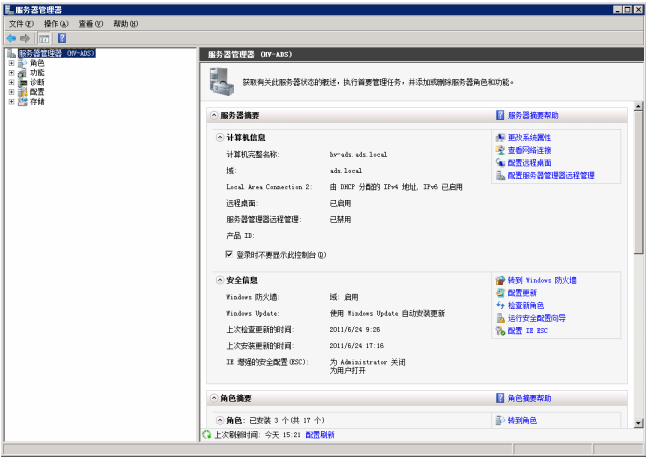 服务器管理器
文件(F) 操作(A) 查看(V) 帮助(H)
服务器管理器 (HV-ADS)
角色
功能
诊断
配置
存储
服务器管理器 (HV-ADS)
获取有关此服务器状态的概述，执行首要管理任务，并添加或删除服务器角色和功能。
服务器摘要
服务器摘要帮助
计算机信息
计算机完整名称: hv-ads.ads.local
域: ads.local
Local Area Connection 2: 由 DHCP 分配的 IPv4 地址, IPv6 已启用
远程桌面: 已启用
服务器管理器远程管理: 已禁用
产品 ID:
登录时不要显示此控制台(D)
更改系统属性
查看网络连接
配置远程桌面
配置服务器管理器远程管理
安全信息
Windows 防火墙: 域: 启用
Windows Update: 使用 Windows Update 自动安装更新
上次检查更新的时间: 2011/6/24 9:26
上次安装更新的时间: 2011/6/24 17:16
IE 增强的安全配置(ESC): 为 Administrator 关闭
为用户打开
转到 Windows 防火墙
配置更新
检查新角色
运行安全配置向导
配置 IE ESC
角色摘要
角色摘要帮助
角色: 已安装 3 个(共 17 个)
转到角色
上次刷新时间: 今天 15:21 配置刷新